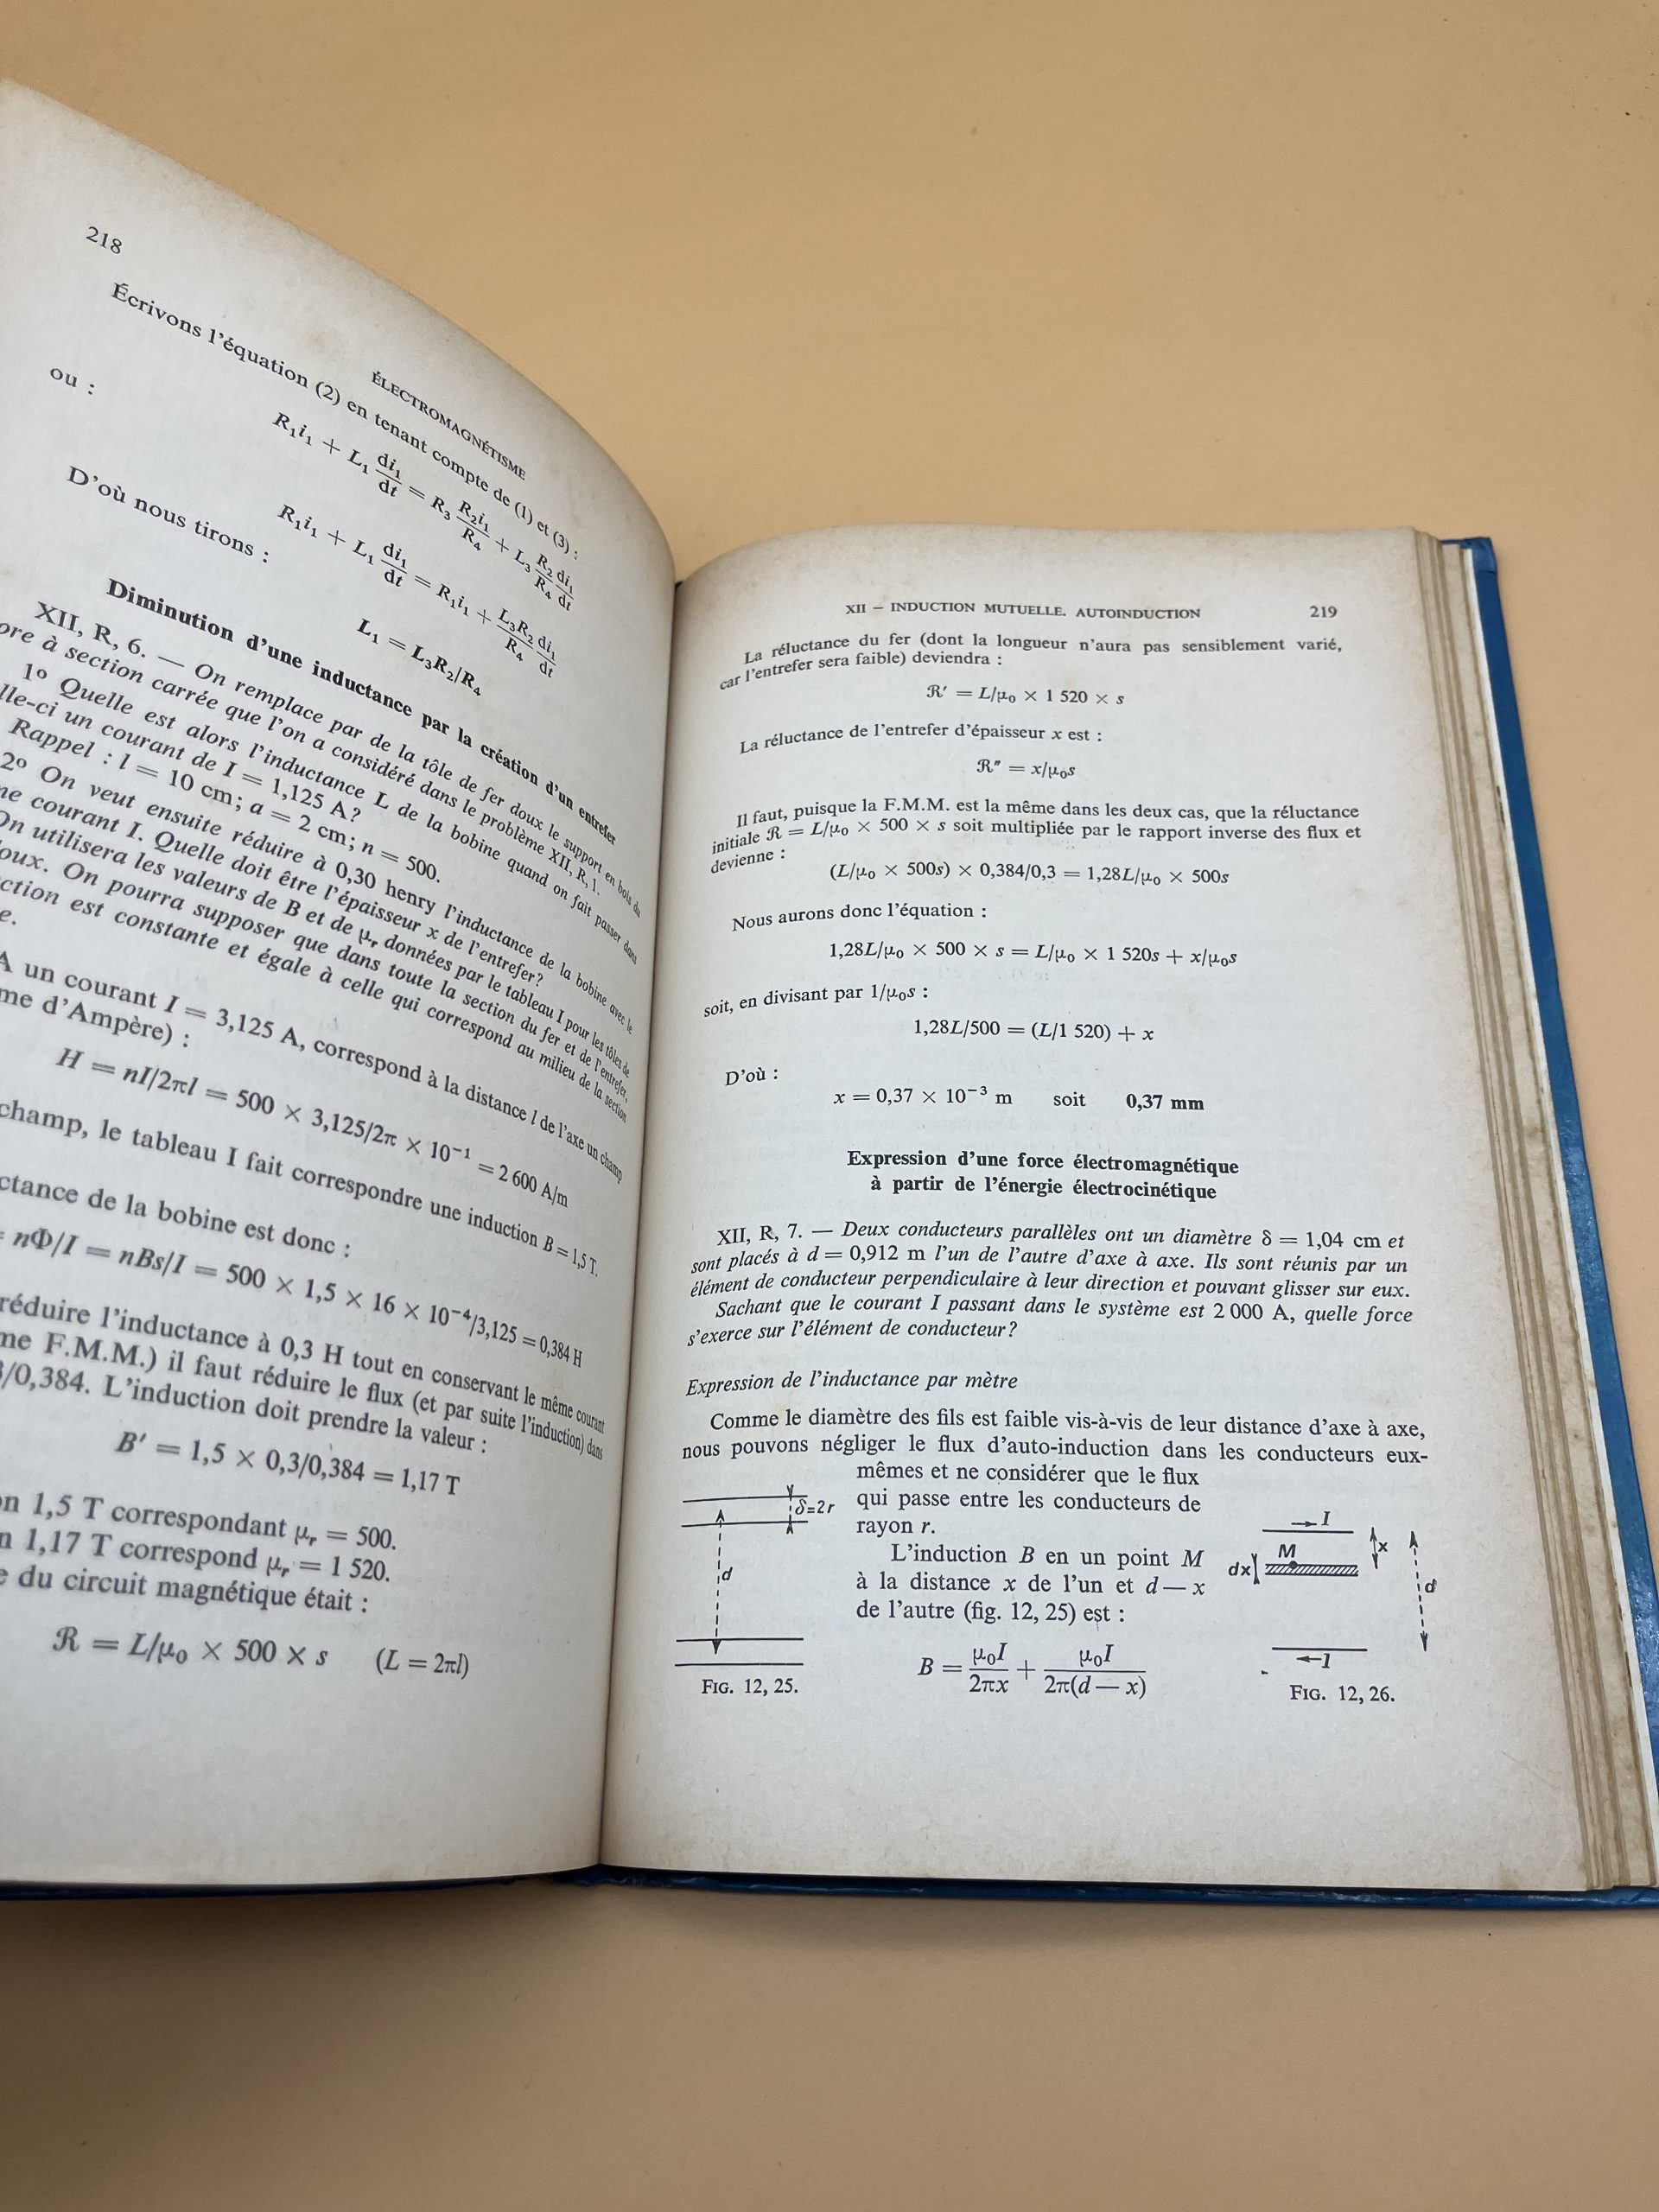 218
ÉLECTROMAGNÉTISME
Écrivons l'équation (2) en tenant compte de (1) et (3) :
R₁i₁ + L₁ di₁/dt = R₃ R₂i₁/R₄ + L₃ R₂/R₄ di₁/dt
ou :
R₁i₁ + L₁ di₁/dt = R₁i₁ + L₃R₂/R₄ di₁/dt
D'où nous tirons :
L₁ = L₃R₂/R₄
Diminution d'une inductance par la création d'un entrefer
XII, R, 6. — On remplace par de la tôle de fer doux le support en bois du
à section carrée que l'on a considéré dans le problème XII, R, 1.
1º Quelle est alors l'inductance L de la bobine quand on fait passer dans
un courant de I = 1,125 A?
Rappel : l = 10 cm; a = 2 cm; n = 500.
2º On veut ensuite réduire à 0,30 henry l'inductance de la bobine avec le
courant I. Quelle doit être l'épaisseur x de l'entrefer?
On utilisera les valeurs de B et de μᵣ données par le tableau I pour les tôles de
doux. On pourra supposer que dans toute la section du fer et de l'entrefer,
est constante et égale à celle qui correspond au milieu de la section
A un courant I = 3,125 A, correspond à la distance l de l'axe un champ
d'Ampère) :
H = nI/2πl = 500 × 3,125/2π × 10⁻¹ = 2 600 A/m
champ, le tableau I fait correspondre une induction B = 1,5 T.
de la bobine est donc :
= nΦ/I = nBs/I = 500 × 1,5 × 16 × 10⁻⁴/3,125 = 0,384 H
réduire l'inductance à 0,3 H tout en conservant le même courant
F.M.M.) il faut réduire le flux (et par suite l'induction) dans
/0,384. L'induction doit prendre la valeur :
B′ = 1,5 × 0,3/0,384 = 1,17 T
1,5 T correspondant μᵣ = 500.
1,17 T correspond μᵣ = 1 520.
du circuit magnétique était :
ℛ = L/μ₀ × 500 × s (L = 2πl)
XII — INDUCTION MUTUELLE. AUTOINDUCTION 219
La réluctance du fer (dont la longueur n'aura pas sensiblement varié,
car l'entrefer sera faible) deviendra :
ℛ′ = L/μ₀ × 1 520 × s
La réluctance de l'entrefer d'épaisseur x est :
ℛ″ = x/μ₀s
Il faut, puisque la F.M.M. est la même dans les deux cas, que la réluctance
initiale ℛ = L/μ₀ × 500 × s soit multipliée par le rapport inverse des flux et
devienne :
(L/μ₀ × 500s) × 0,384/0,3 = 1,28L/μ₀ × 500s
Nous aurons donc l'équation :
1,28L/μ₀ × 500 × s = L/μ₀ × 1 520s + x/μ₀s
soit, en divisant par 1/μ₀s :
1,28L/500 = (L/1 520) + x
D'où :
x = 0,37 × 10⁻³ m soit 0,37 mm
Expression d'une force électromagnétique
à partir de l'énergie électrocinétique
XII, R, 7. — Deux conducteurs parallèles ont un diamètre δ = 1,04 cm et
sont placés à d = 0,912 m l'un de l'autre d'axe à axe. Ils sont réunis par un
élément de conducteur perpendiculaire à leur direction et pouvant glisser sur eux.
Sachant que le courant I passant dans le système est 2 000 A, quelle force
s'exerce sur l'élément de conducteur?
Expression de l'inductance par mètre
Comme le diamètre des fils est faible vis-à-vis de leur distance d'axe à axe,
nous pouvons négliger le flux d'auto-induction dans les conducteurs eux-
mêmes et ne considérer que le flux
qui passe entre les conducteurs de
rayon r.
L'induction B en un point M
à la distance x de l'un et d — x
de l'autre (fig. 12, 25) est :
B = μ₀I/2πx + μ₀I/2π(d — x)
δ=2r
d
FIG. 12, 25.
I
M
dx
x
d
I
FIG. 12, 26.